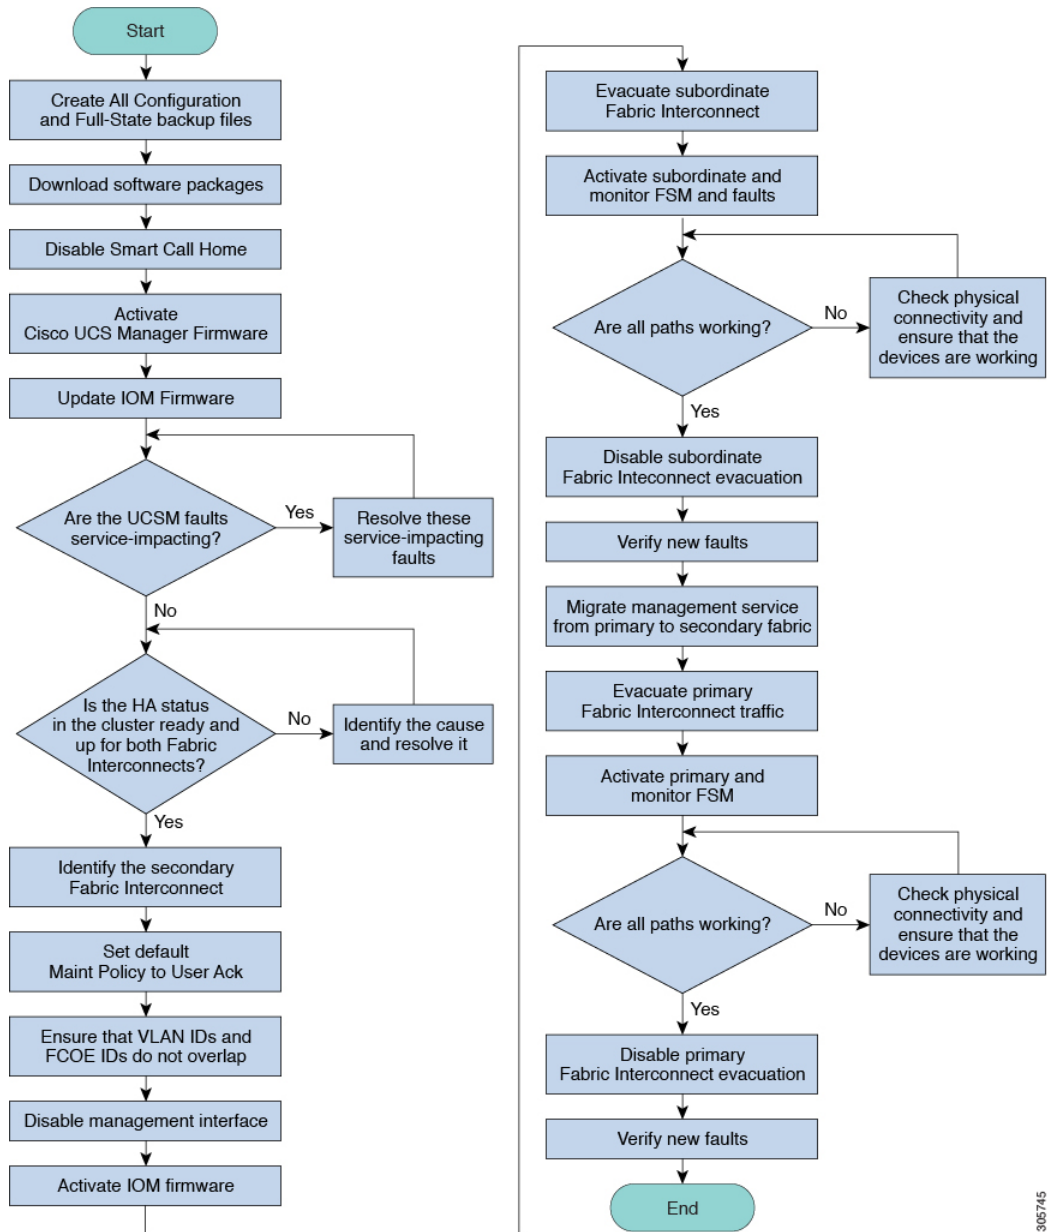 Start
Create All Configuration
and Full-State backup files
Download software packages
Disable Smart Call Home
Activate
Cisco UCS Manager Firmware
Update IOM Firmware
Are the UCSM faults
service-impacting?
Yes
Resolve these
service-impacting
faults
No
Is the HA status
in the cluster ready and
up for both Fabric
Interconnects?
No
Identify the cause
and resolve it
Yes
Identify the secondary
Fabric Interconnect
Set default
Maint Policy to User Ack
Ensure that VLAN IDs and
FCOE IDs do not overlap
Disable management interface
Activate IOM firmware
Evacuate subordinate
Fabric Interconnect
Activate subordinate and
monitor FSM and faults
Are all paths working?
No
Check physical
connectivity and
ensure that the
devices are working
Yes
Disable subordinate
Fabric Inteconnect evacuation
Verify new faults
Migrate management service
from primary to secondary fabric
Evacuate primary
Fabric Interconnect traffic
Activate primary and
monitor FSM
Are all paths working?
No
Check physical
connectivity and
ensure that the
devices are working
Yes
Disable primary
Fabric Interconnect evacuation
Verify new faults
End
305745